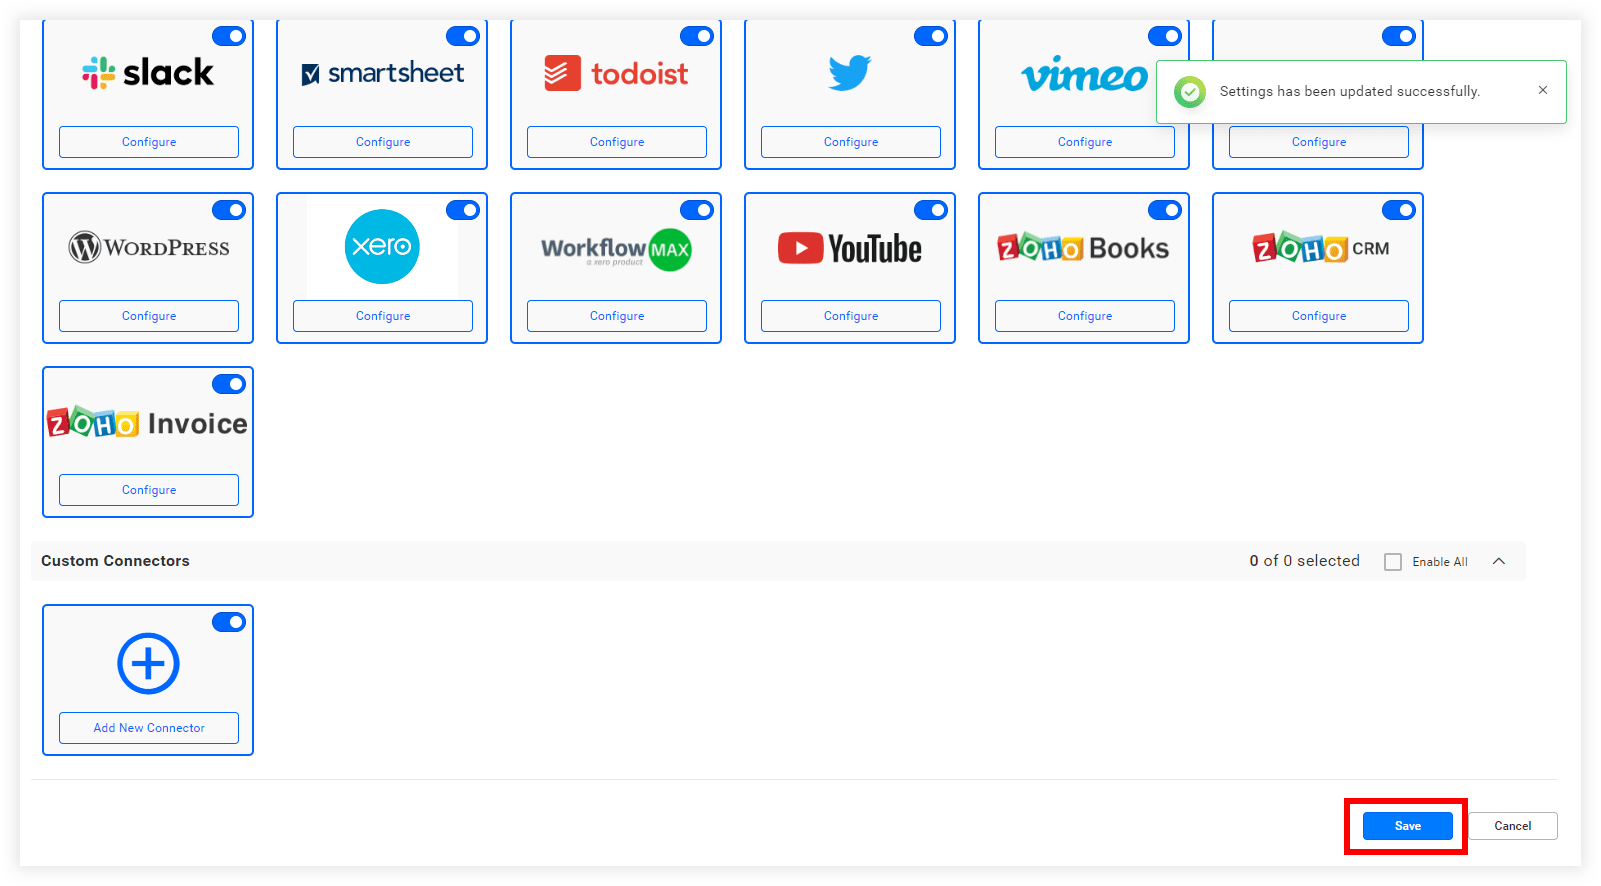 slack
smartsheet
todoist
vimeo
Settings has been updated successfully.
Configure
Configure
Configure
Configure
Configure
Configure
WORDPRESS
xero
Workflow MAX
a xero product
YouTube
ZOHO Books
ZOHO CRM
Configure
Configure
Configure
Configure
Configure
Configure
ZOHO Invoice
Configure
Custom Connectors
0 of 0 selected
Enable All
Add New Connector
Save
Cancel